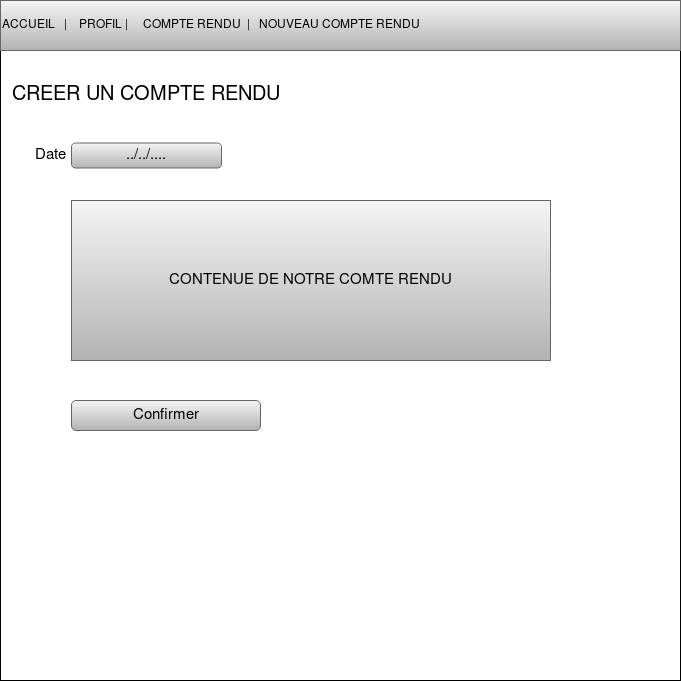 ACCUEIL | PROFIL | COMPTE RENDU | NOUVEAU COMPTE RENDU
CREER UN COMPTE RENDU
Date ../../....
CONTENUE DE NOTRE COMTE RENDU
Confirmer